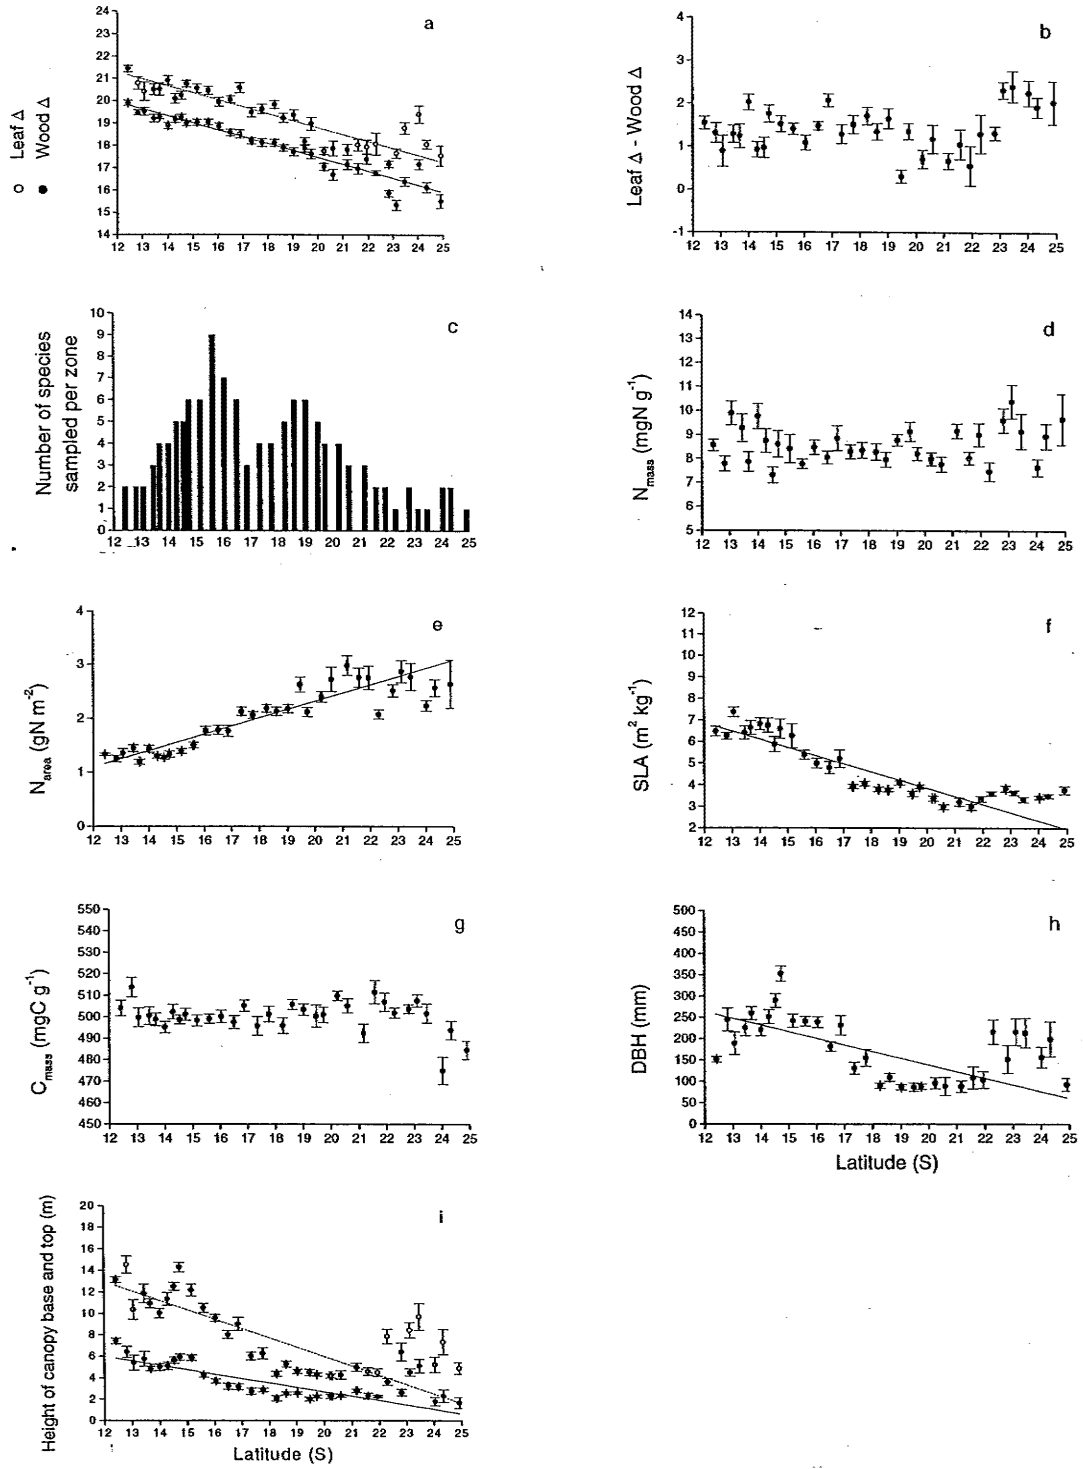 a
○ Leaf Δ
● Wood Δ
24
23
22
21
20
19
18
17
16
15
14
12 13 14 15 16 17 18 19 20 21 22 23 24 25
b
Leaf Δ - Wood Δ
4
3
2
1
0
-1
12 13 14 15 16 17 18 19 20 21 22 23 24 25
c
Number of species
sampled per zone
10
9
8
7
6
5
4
3
2
1
0
12 13 14 15 16 17 18 19 20 21 22 23 24 25
d
Nmass (mgN g-1)
14
13
12
11
10
9
8
7
6
5
12 13 14 15 16 17 18 19 20 21 22 23 24 25
e
Narea (gN m-2)
4
3
2
1
0
12 13 14 15 16 17 18 19 20 21 22 23 24 25
f
SLA (m2 kg-1)
12
11
10
9
8
7
6
5
4
3
2
12 13 14 15 16 17 18 19 20 21 22 23 24 25
g
Cmass (mgC g-1)
550
540
530
520
510
500
490
480
470
460
450
12 13 14 15 16 17 18 19 20 21 22 23 24 25
h
DBH (mm)
500
450
400
350
300
250
200
150
100
50
0
12 13 14 15 16 17 18 19 20 21 22 23 24 25
Latitude (S)
i
Height of canopy base and top (m)
20
18
16
14
12
10
8
6
4
2
0
12 13 14 15 16 17 18 19 20 21 22 23 24 25
Latitude (S)